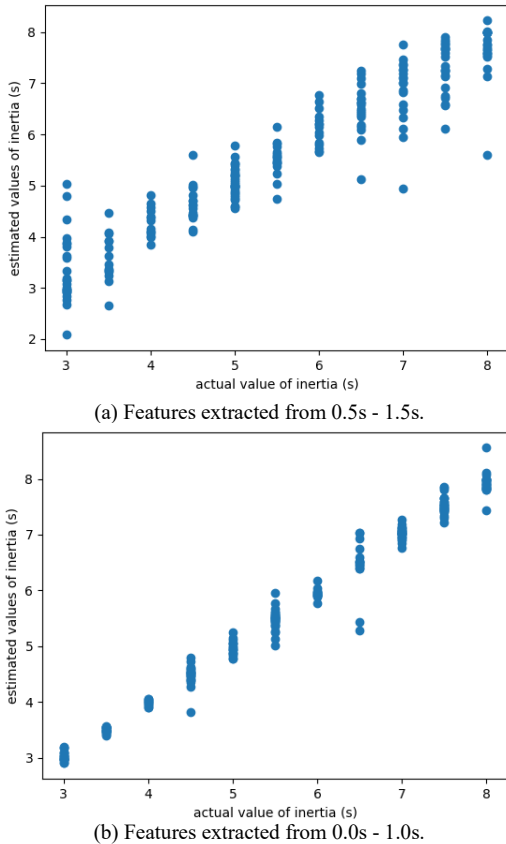 8
7
6
5
4
3
2
estimated values of inertia (s)
3 4 5 6 7 8
actual value of inertia (s)
(a) Features extracted from 0.5s - 1.5s.
8
7
6
5
4
3
estimated values of inertia (s)
3 4 5 6 7 8
actual value of inertia (s)
(b) Features extracted from 0.0s - 1.0s.